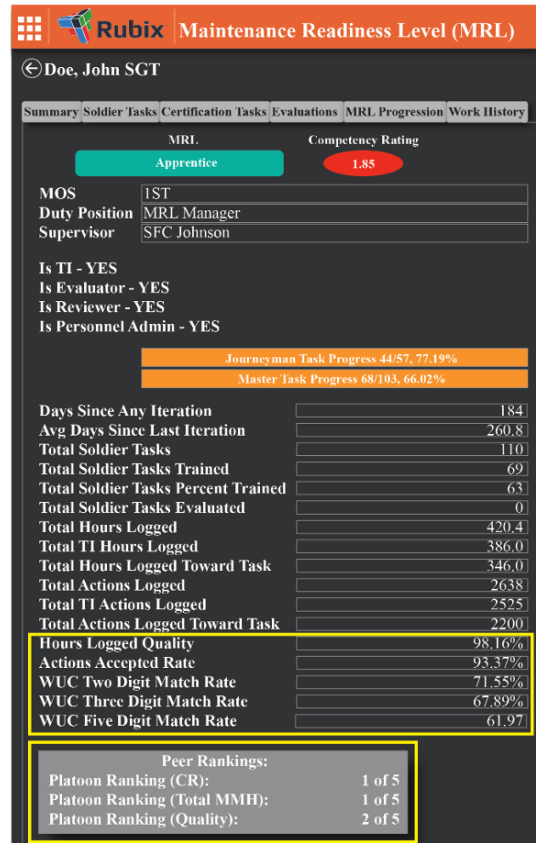 Rubix Maintenance Readiness Level (MRL)
Doe, John SGT
Summary Soldier Tasks Certification Tasks Evaluations MRL Progression Work History
MRL Competency Rating
Apprentice 1.85
MOS 1ST
Duty Position MRL Manager
Supervisor SFC Johnson
Is TI - YES
Is Evaluator - YES
Is Reviewer - YES
Is Personnel Admin - YES
Journeyman Task Progress 44/57, 77.19%
Master Task Progress 68/103, 66.02%
Days Since Any Iteration 184
Avg Days Since Last Iteration 260.8
Total Soldier Tasks 110
Total Soldier Tasks Trained 69
Total Soldier Tasks Percent Trained 63
Total Soldier Tasks Evaluated 0
Total Hours Logged 420.4
Total TI Hours Logged 386.0
Total Hours Logged Toward Task 346.0
Total Actions Logged 2638
Total TI Actions Logged 2525
Total Actions Logged Toward Task 2200
Hours Logged Quality 98.16%
Actions Accepted Rate 93.37%
WUC Two Digit Match Rate 71.55%
WUC Three Digit Match Rate 67.89%
WUC Five Digit Match Rate 61.97
Peer Rankings:
Platoon Ranking (CR): 1 of 5
Platoon Ranking (Total MMH): 1 of 5
Platoon Ranking (Quality): 2 of 5